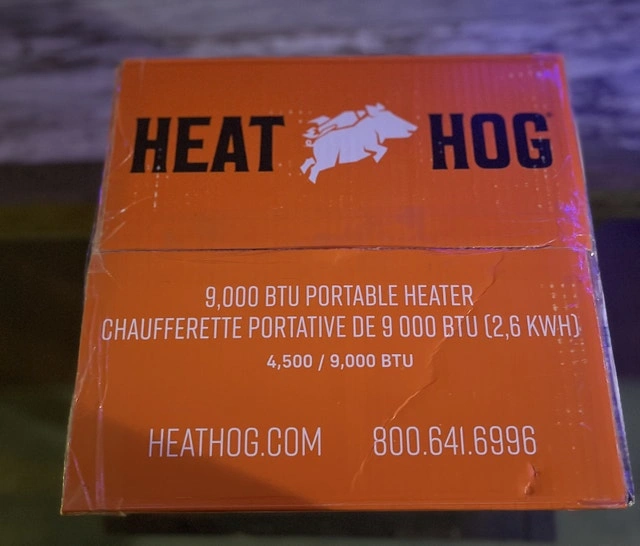 HEAT HOG
9,000 BTU PORTABLE HEATER
CHAUFFERETTE PORTATIVE DE 9 000 BTU (2,6 KWH)
4,500 / 9,000 BTU
HEATHOG.COM 800.641.6996